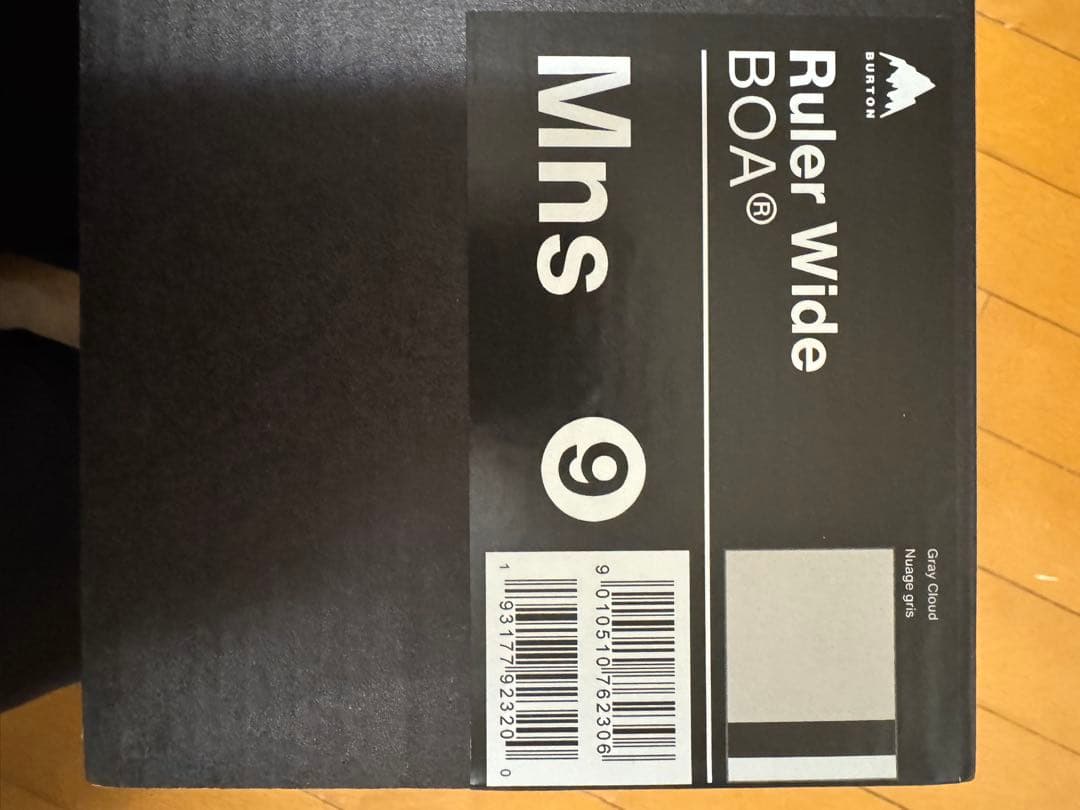 BURTON
Ruler Wide
BOA®
Mns 9
Gray Cloud
Nuage gris
9 010510 762306
1 93177 92320 0